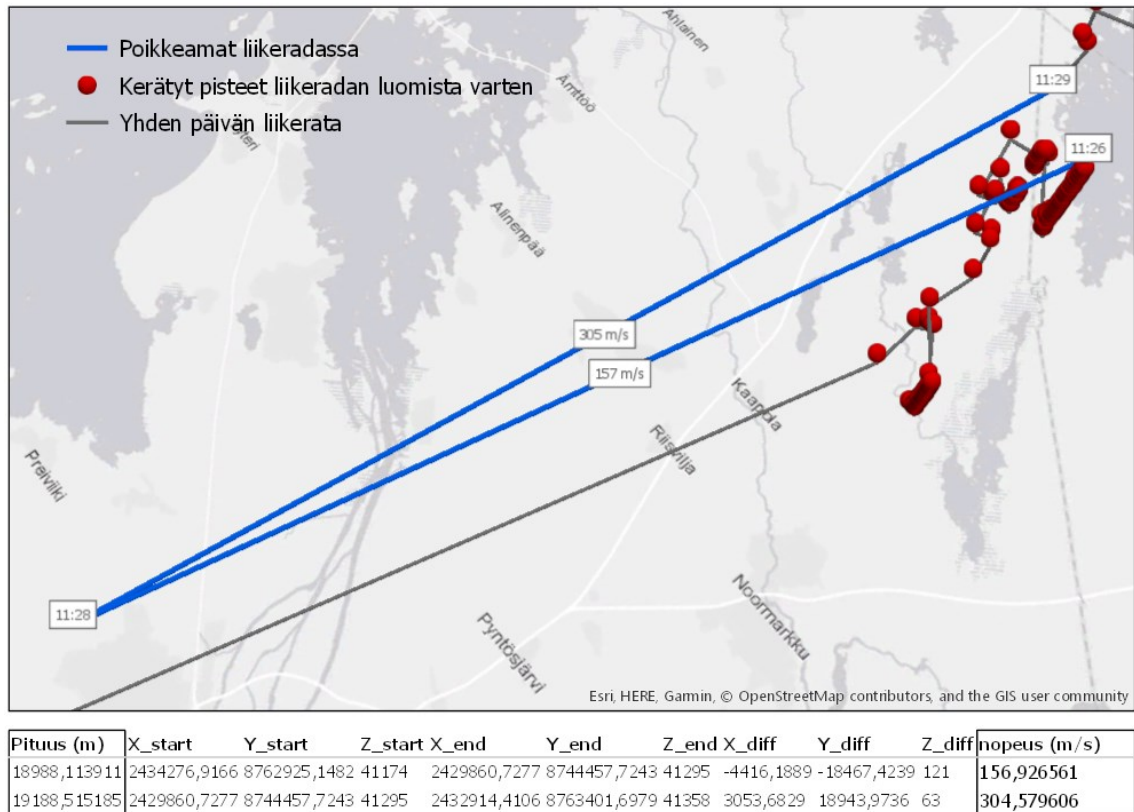 Poikkeamat liikeradassa
Kerätyt pisteet liikeradan luomista varten
Yhden päivän liikerata
Ahlainen
Ämttöö
Alinenpää
11:29
11:26
305 m/s
157 m/s
Kaappola
Riisvilja
Preiviiki
11:28
Noormarkku
Pyntösjärvi
Esri, HERE, Garmin, © OpenStreetMap contributors, and the GIS user community
Pituus (m) X_start Y_start Z_start X_end Y_end Z_end X_diff Y_diff Z_diff nopeus (m/s)
18988,113911 2434276,9166 8762925,1482 41174 2429860,7277 8744457,7243 41295 -4416,1889 -18467,4239 121 156,926561
19188,515185 2429860,7277 8744457,7243 41295 2432914,4106 8763401,6979 41358 3053,6829 18943,9736 63 304,579606